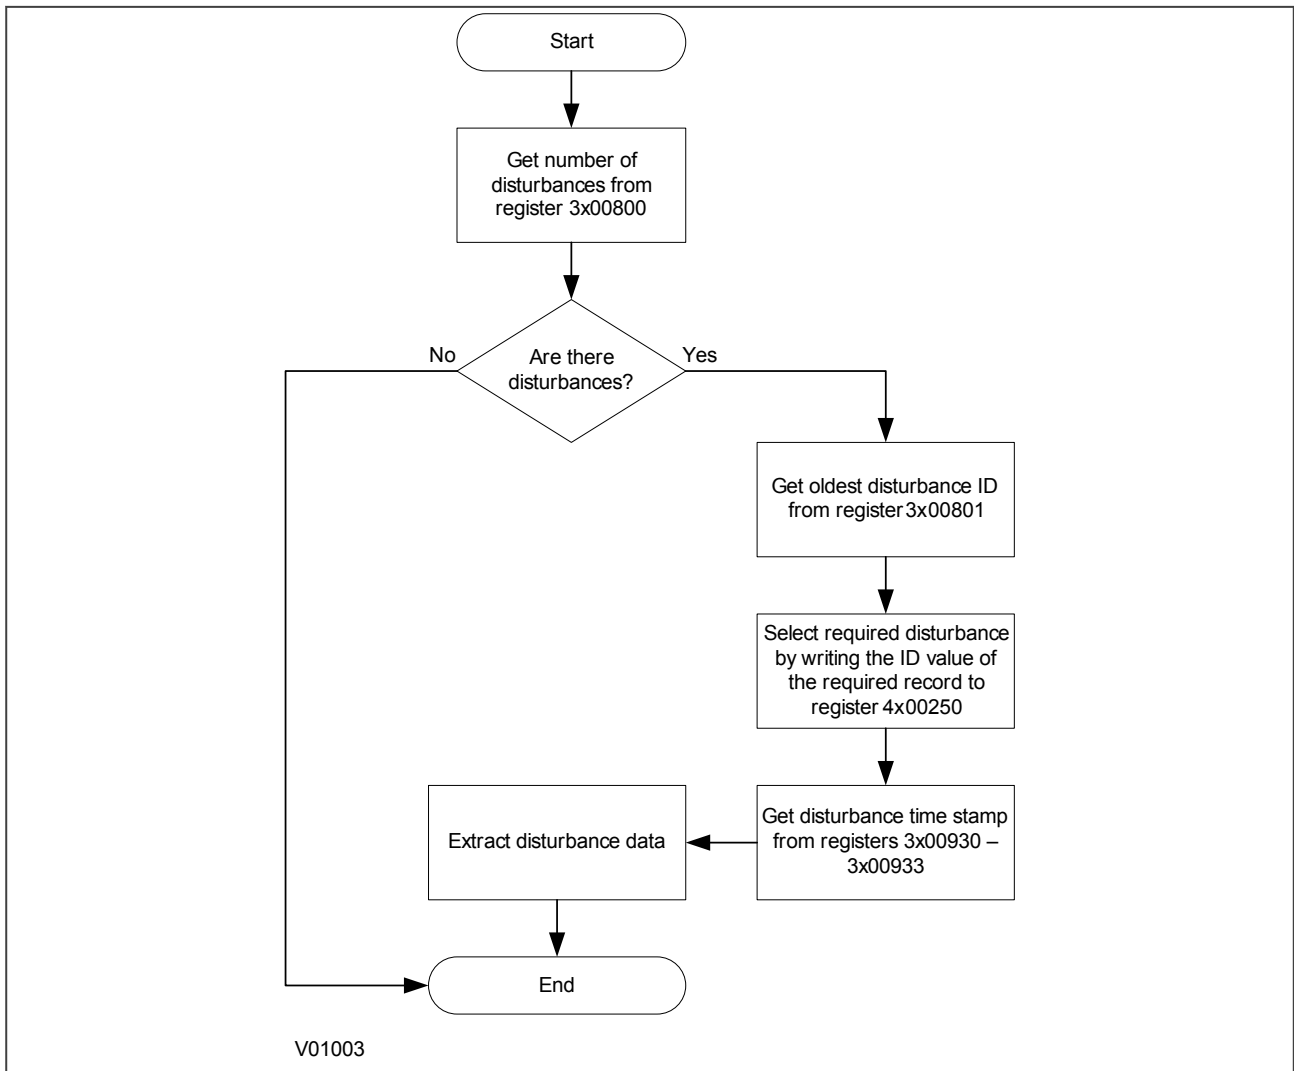 Start
Get number of
disturbances from
register 3x00800
No
Yes
Are there
disturbances?
Get oldest disturbance ID
from register 3x00801
Select required disturbance
by writing the ID value of
the required record to
register 4x00250
Get disturbance time stamp
from registers 3x00930 –
3x00933
Extract disturbance data
End
V01003